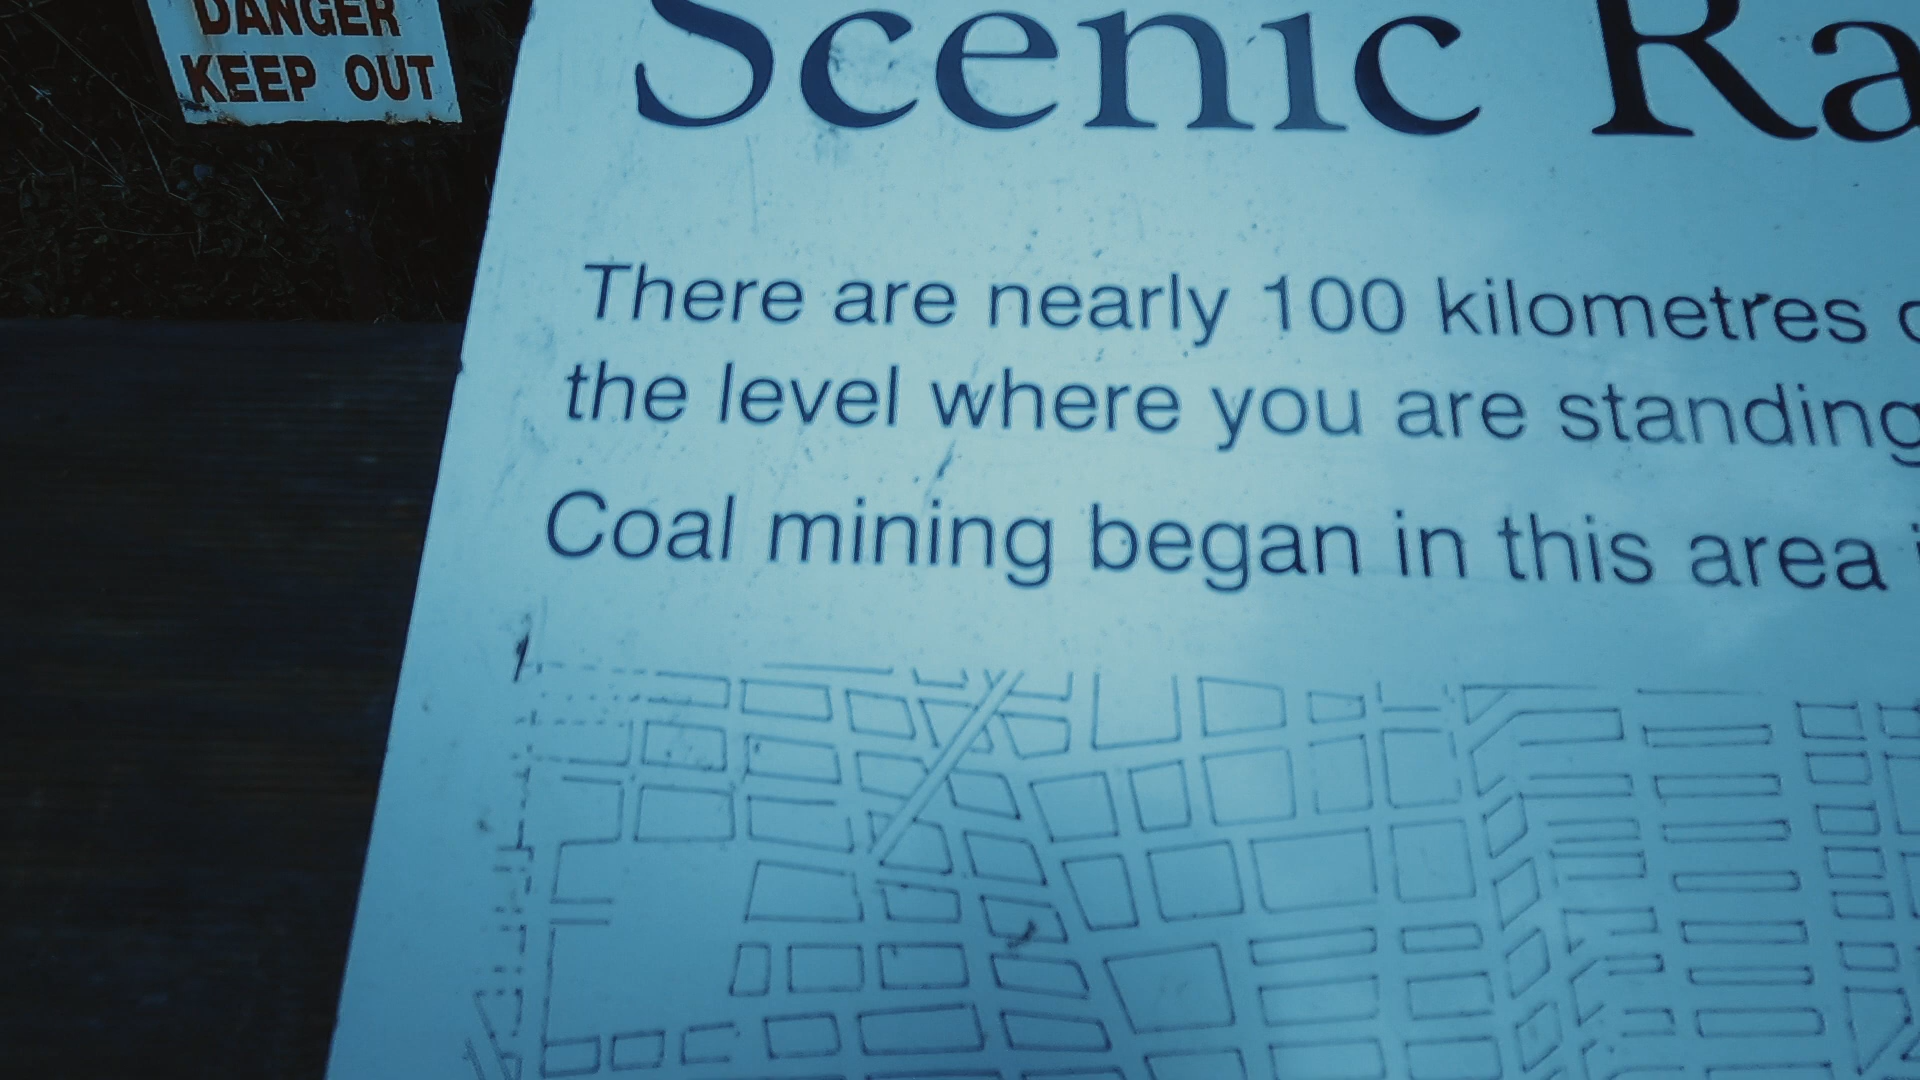 DANGER
KEEP OUT
Scenic Ra
There are nearly 100 kilometres
the level where you are standing
Coal mining began in this area